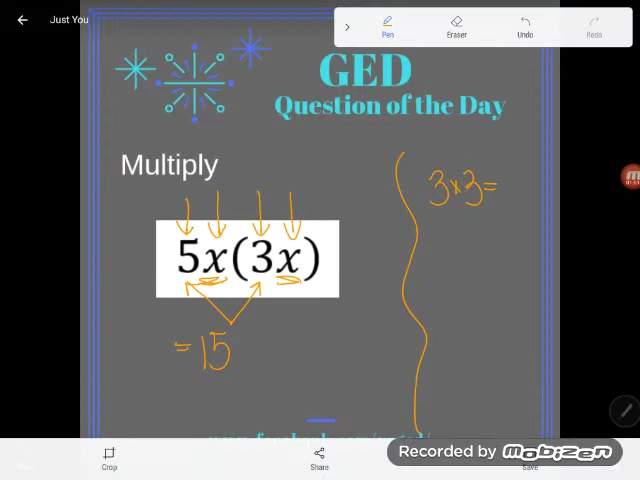 Just You
Pen
Eraser
Undo
Redo
GED
Question of the Day
Multiply
3x3=
5x(3x)
=15
Recorded by MOBIZEN
Crop
Share
Save